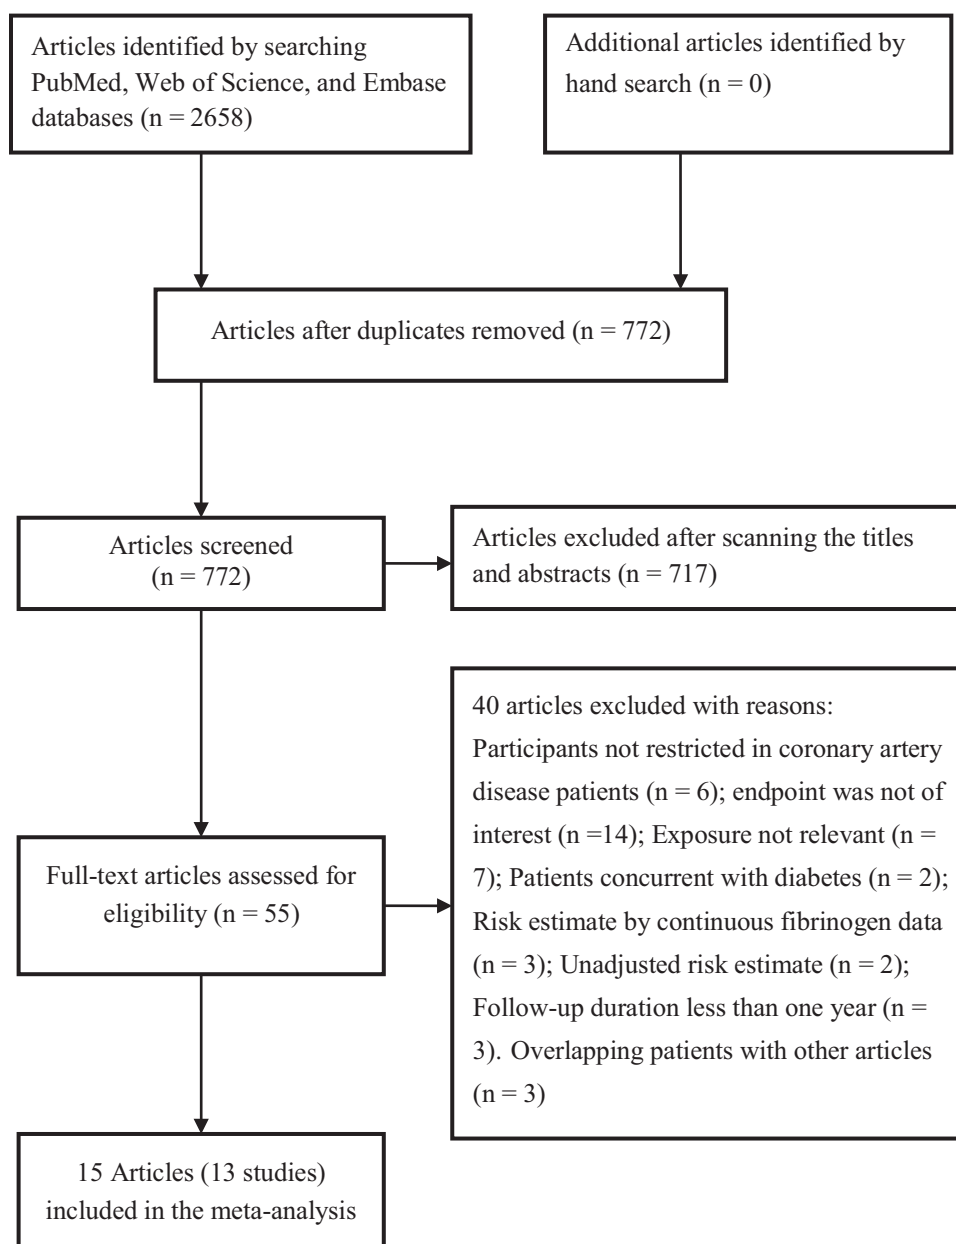 Articles identified by searching
PubMed, Web of Science, and Embase
databases (n = 2658)
Additional articles identified by
hand search (n = 0)
Articles after duplicates removed (n = 772)
Articles screened
(n = 772)
Articles excluded after scanning the titles
and abstracts (n = 717)
Full-text articles assessed for
eligibility (n = 55)
40 articles excluded with reasons:
Participants not restricted in coronary artery
disease patients (n = 6); endpoint was not of
interest (n =14); Exposure not relevant (n =
7); Patients concurrent with diabetes (n = 2);
Risk estimate by continuous fibrinogen data
(n = 3); Unadjusted risk estimate (n = 2);
Follow-up duration less than one year (n =
3). Overlapping patients with other articles
(n = 3)
15 Articles (13 studies)
included in the meta-analysis